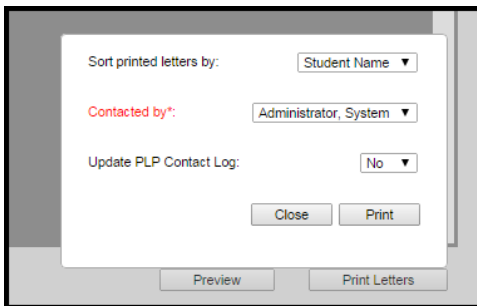 Sort printed letters by: Student Name ▼
Contacted by*: Administrator, System ▼
Update PLP Contact Log: No ▼
Close Print
Preview Print Letters